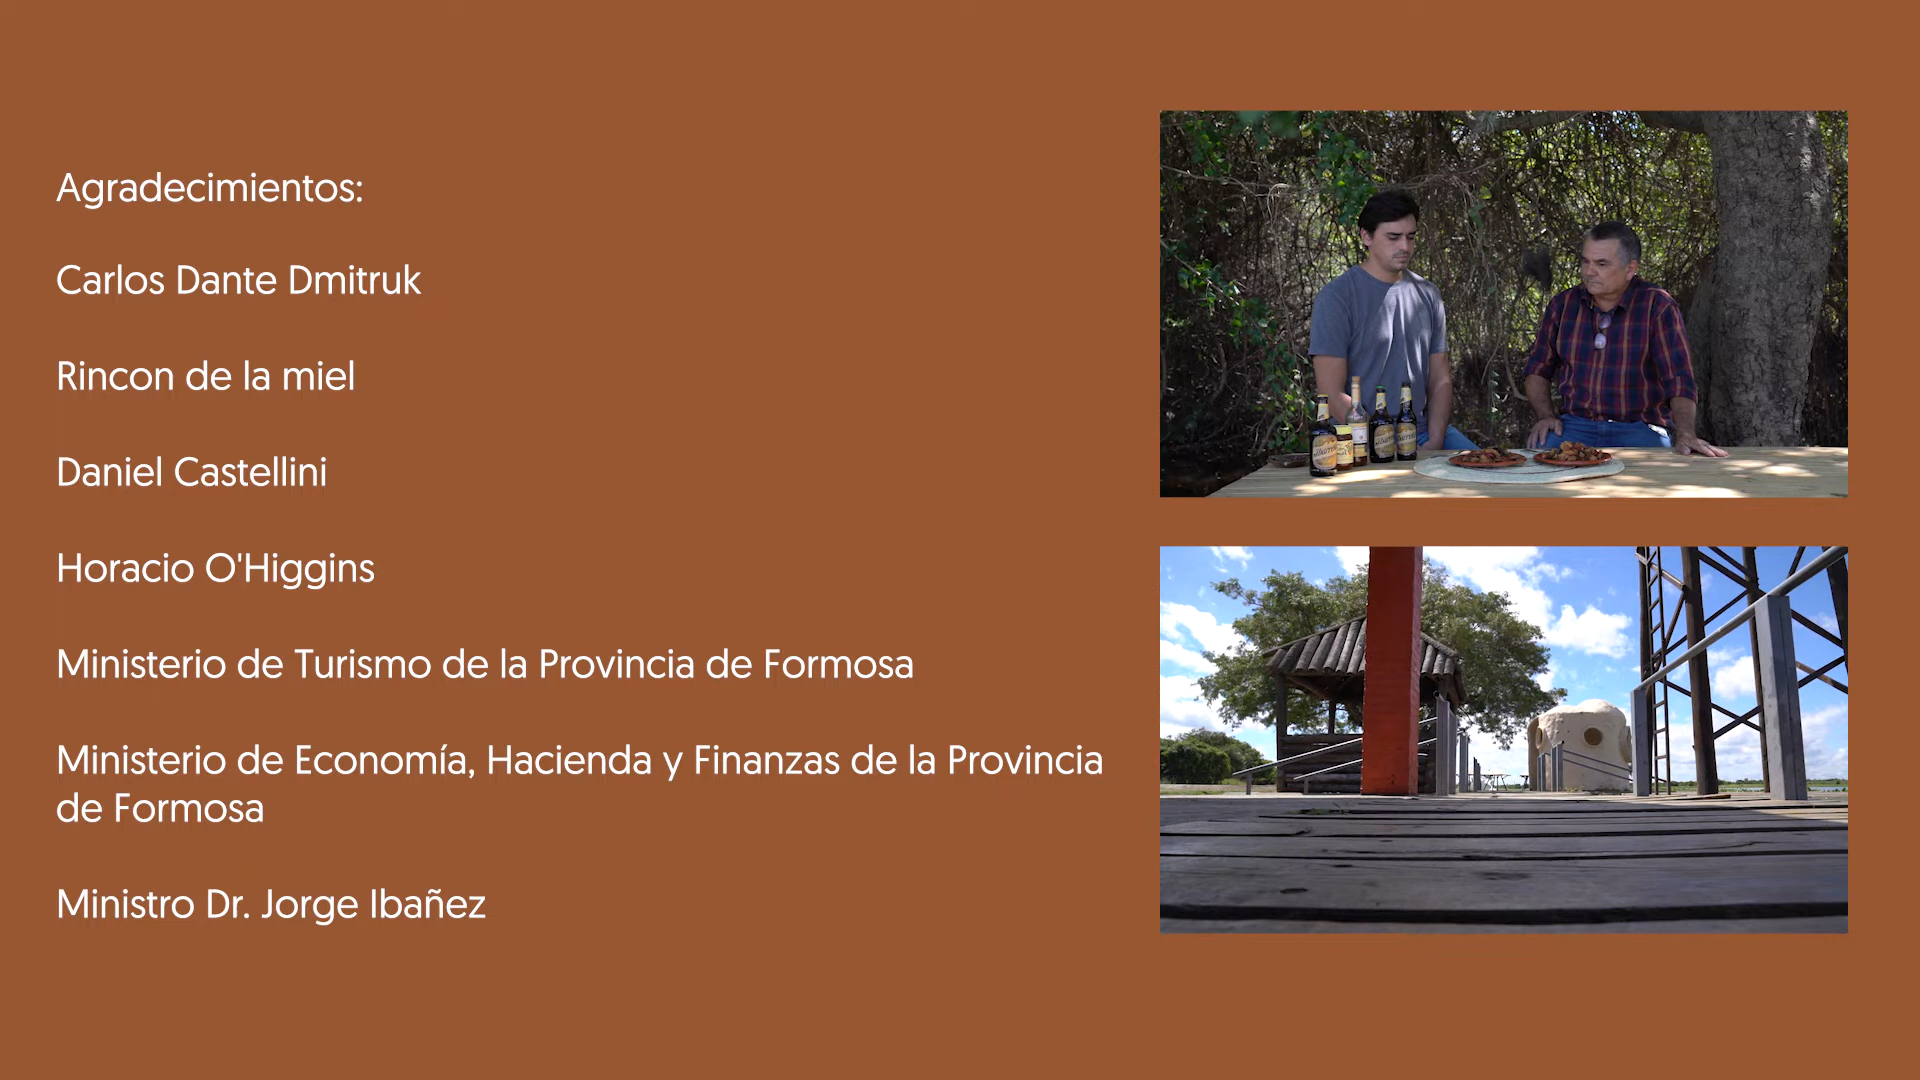 Agradecimientos:
Carlos Dante Dmitruk
Rincon de la miel
Daniel Castellini
Horacio O'Higgins
Ministerio de Turismo de la Provincia de Formosa
Ministerio de Economía, Hacienda y Finanzas de la Provincia
de Formosa
Ministro Dr. Jorge Ibañez